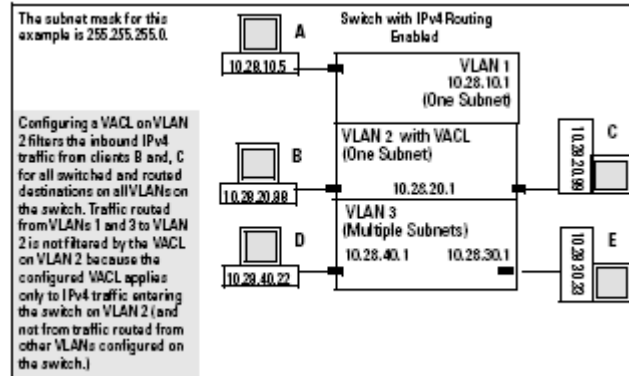 The subnet mask for this
example is 255.255.255.0.
Configuring a VACL on VLAN
2 filters the inbound IPv4
traffic from clients B and, C
for all switched and routed
destinations on all VLANs on
the switch. Traffic routed
from VLANs 1 and 3 to VLAN
2 is not filtered by the VACL
on VLAN 2 because the
configured VACL applies
only to IPv4 traffic entering
the switch on VLAN 2 (and
not from traffic routed from
other VLANs configured on
the switch.)
Switch with IPv4 Routing
Enabled
A
10.28.10.5
VLAN 1
10.28.10.1
(One Subnet)
B
10.28.20.88
VLAN 2 with VACL
(One Subnet)
10.28.20.1
C
10.28.20.99
D
10.28.40.22
VLAN 3
(Multiple Subnets)
10.28.40.1
10.28.30.1
E
10.28.30.33